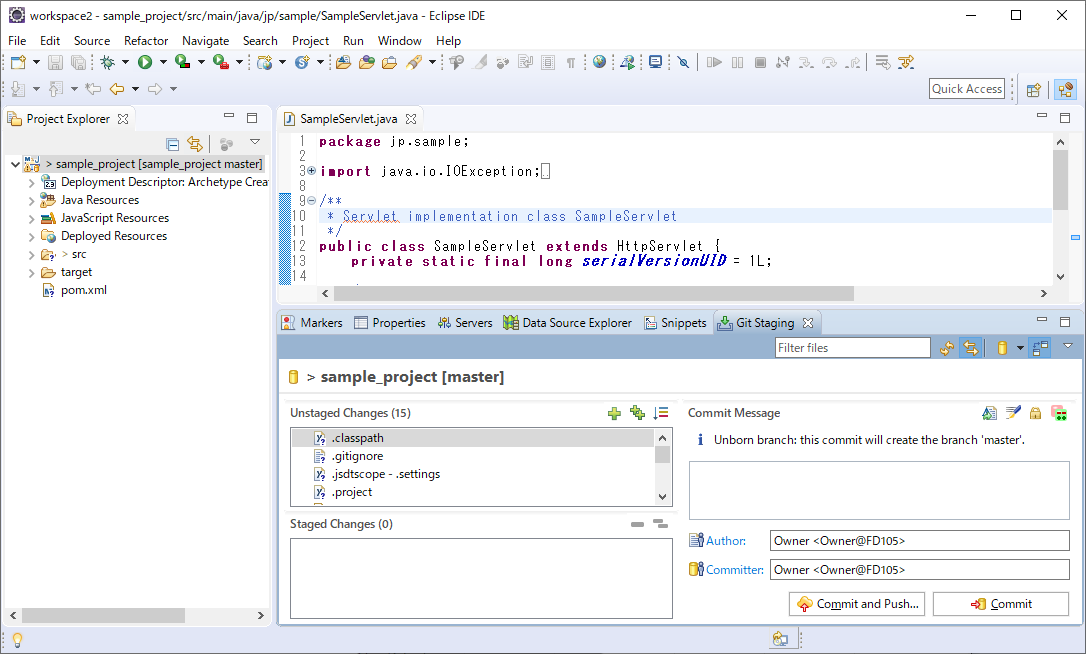 workspace2 - sample_project/src/main/java/jp/sample/SampleServlet.java - Eclipse IDE
File Edit Source Refactor Navigate Search Project Run Window Help
Quick Access
Project Explorer
> sample_project [sample_project master]
Deployment Descriptor: Archetype Crea
Java Resources
JavaScript Resources
Deployed Resources
> src
target
pom.xml
SampleServlet.java
1 package jp.sample;
2
3 import java.io.IOException;
8
9 /**
10 * Servlet implementation class SampleServlet
11 */
12 public class SampleServlet extends HttpServlet {
13 private static final long serialVersionUID = 1L;
14
Markers Properties Servers Data Source Explorer Snippets Git Staging
Filter files
> sample_project [master]
Unstaged Changes (15)
.classpath
.gitignore
.jsdtscope - .settings
.project
Staged Changes (0)
Commit Message
Unborn branch: this commit will create the branch 'master'.
Author: Owner <Owner@FD105>
Committer: Owner <Owner@FD105>
Commit and Push... Commit